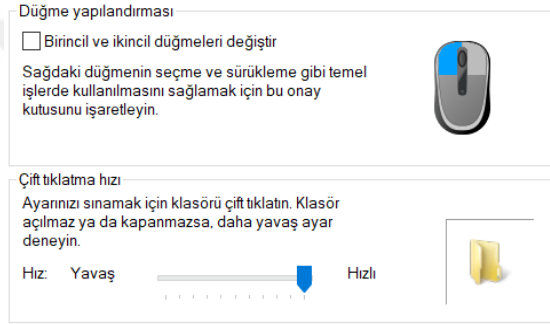 Düğme yapılandırması
Birincil ve ikincil düğmeleri değiştir
Sağdaki düğmenin seçme ve sürükleme gibi temel
işlerde kullanılmasını sağlamak için bu onay
kutusunu işaretleyin.
Çift tıklatma hızı
Ayarınızı sınamak için klasörü çift tıklatın. Klasör
açılmaz ya da kapanmazsa, daha yavaş ayar
deneyin.
Hız: Yavaş Hızlı